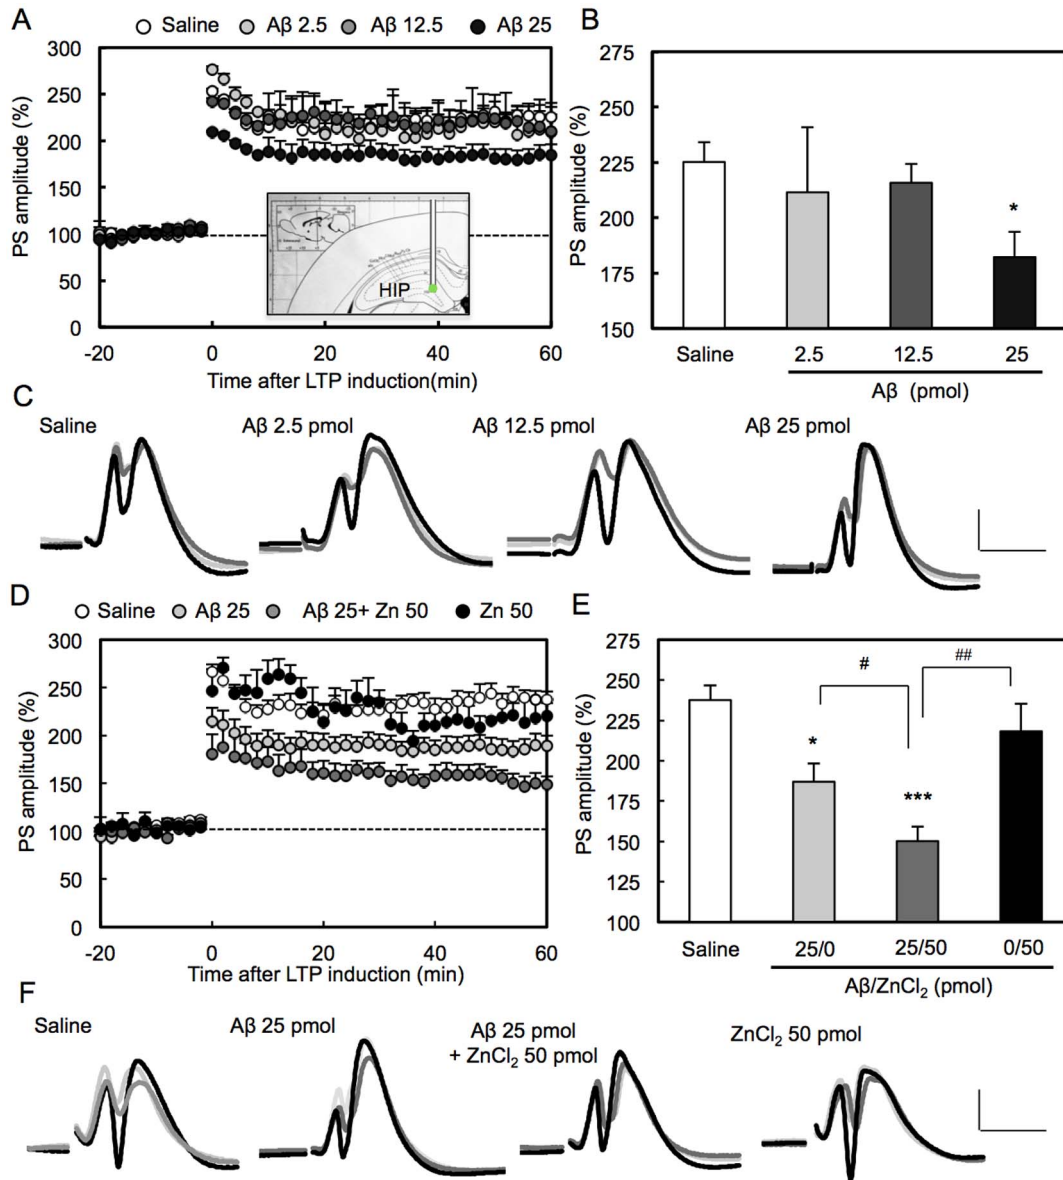 A
Saline Aβ 2.5 Aβ 12.5 Aβ 25
PS amplitude (%)
300
250
200
150
100
50
0
HIP
-20 0 20 40 60
Time after LTP induction(min)
B
PS amplitude (%)
275
250
225
200
175
150
*
Saline 2.5 12.5 25
Aβ (pmol)
C
Saline Aβ 2.5 pmol Aβ 12.5 pmol Aβ 25 pmol
D
Saline Aβ 25 Aβ 25+ Zn 50 Zn 50
PS amplitude (%)
300
250
200
150
100
50
0
-20 0 20 40 60
Time after LTP induction (min)
E
PS amplitude (%)
275
250
225
200
175
150
125
100
# ##
*
***
Saline 25/0 25/50 0/50
Aβ/ZnCl₂ (pmol)
F
Saline Aβ 25 pmol Aβ 25 pmol ZnCl₂ 50 pmol
+ ZnCl₂ 50 pmol